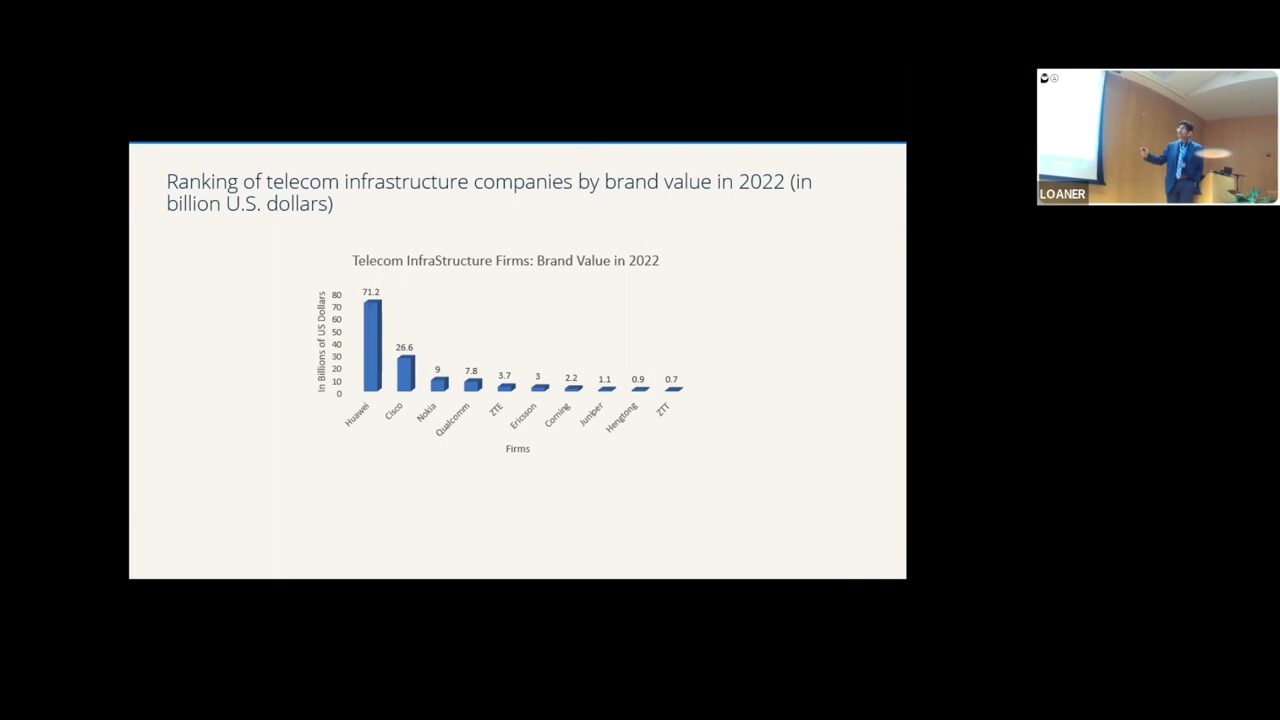 Ranking of telecom infrastructure companies by brand value in 2022 (in
billion U.S. dollars)
Telecom InfraStructure Firms: Brand Value in 2022
In Billions of US Dollars
80
70
60
50
40
30
20
10
0
71.2
26.6
9
7.8
3.7
3
2.2
1.1
0.9
0.7
Huawei
Cisco
Nokia
Qualcomm
ZTE
Ericsson
Corning
Juniper
Hengtong
ZTT
Firms
LOANER